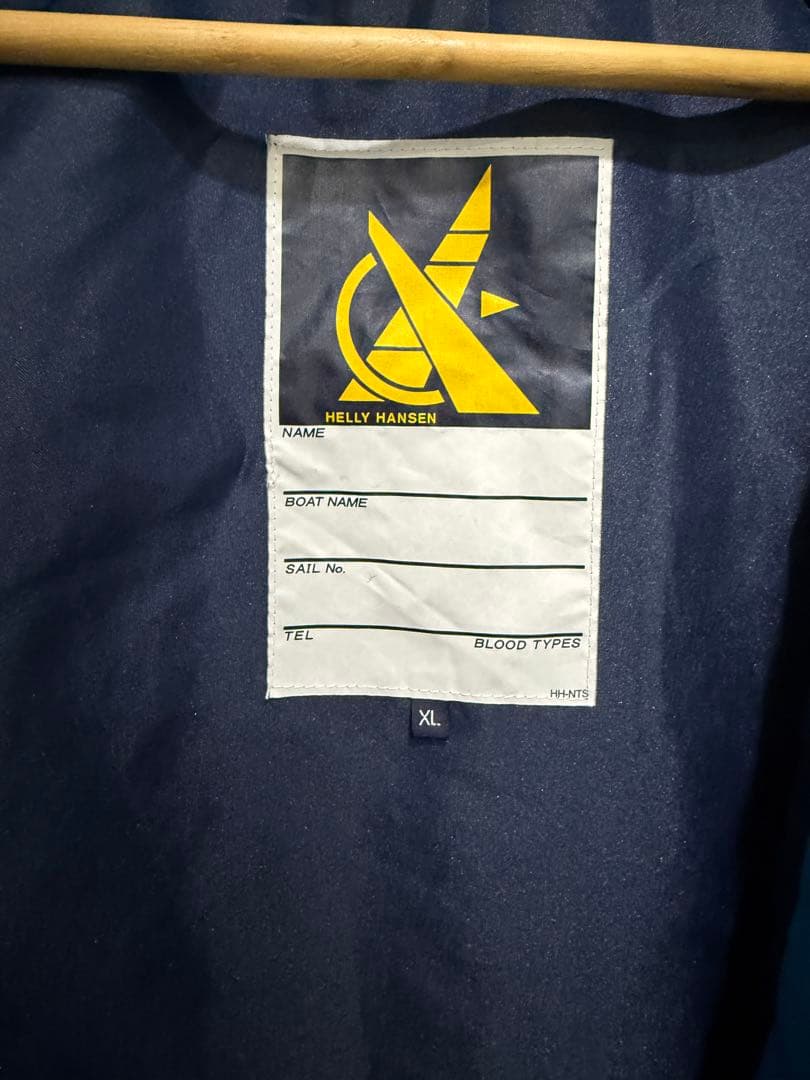 HELLY HANSEN
NAME
BOAT NAME
SAIL No.
TEL
BLOOD TYPES
HH-NTS
XL